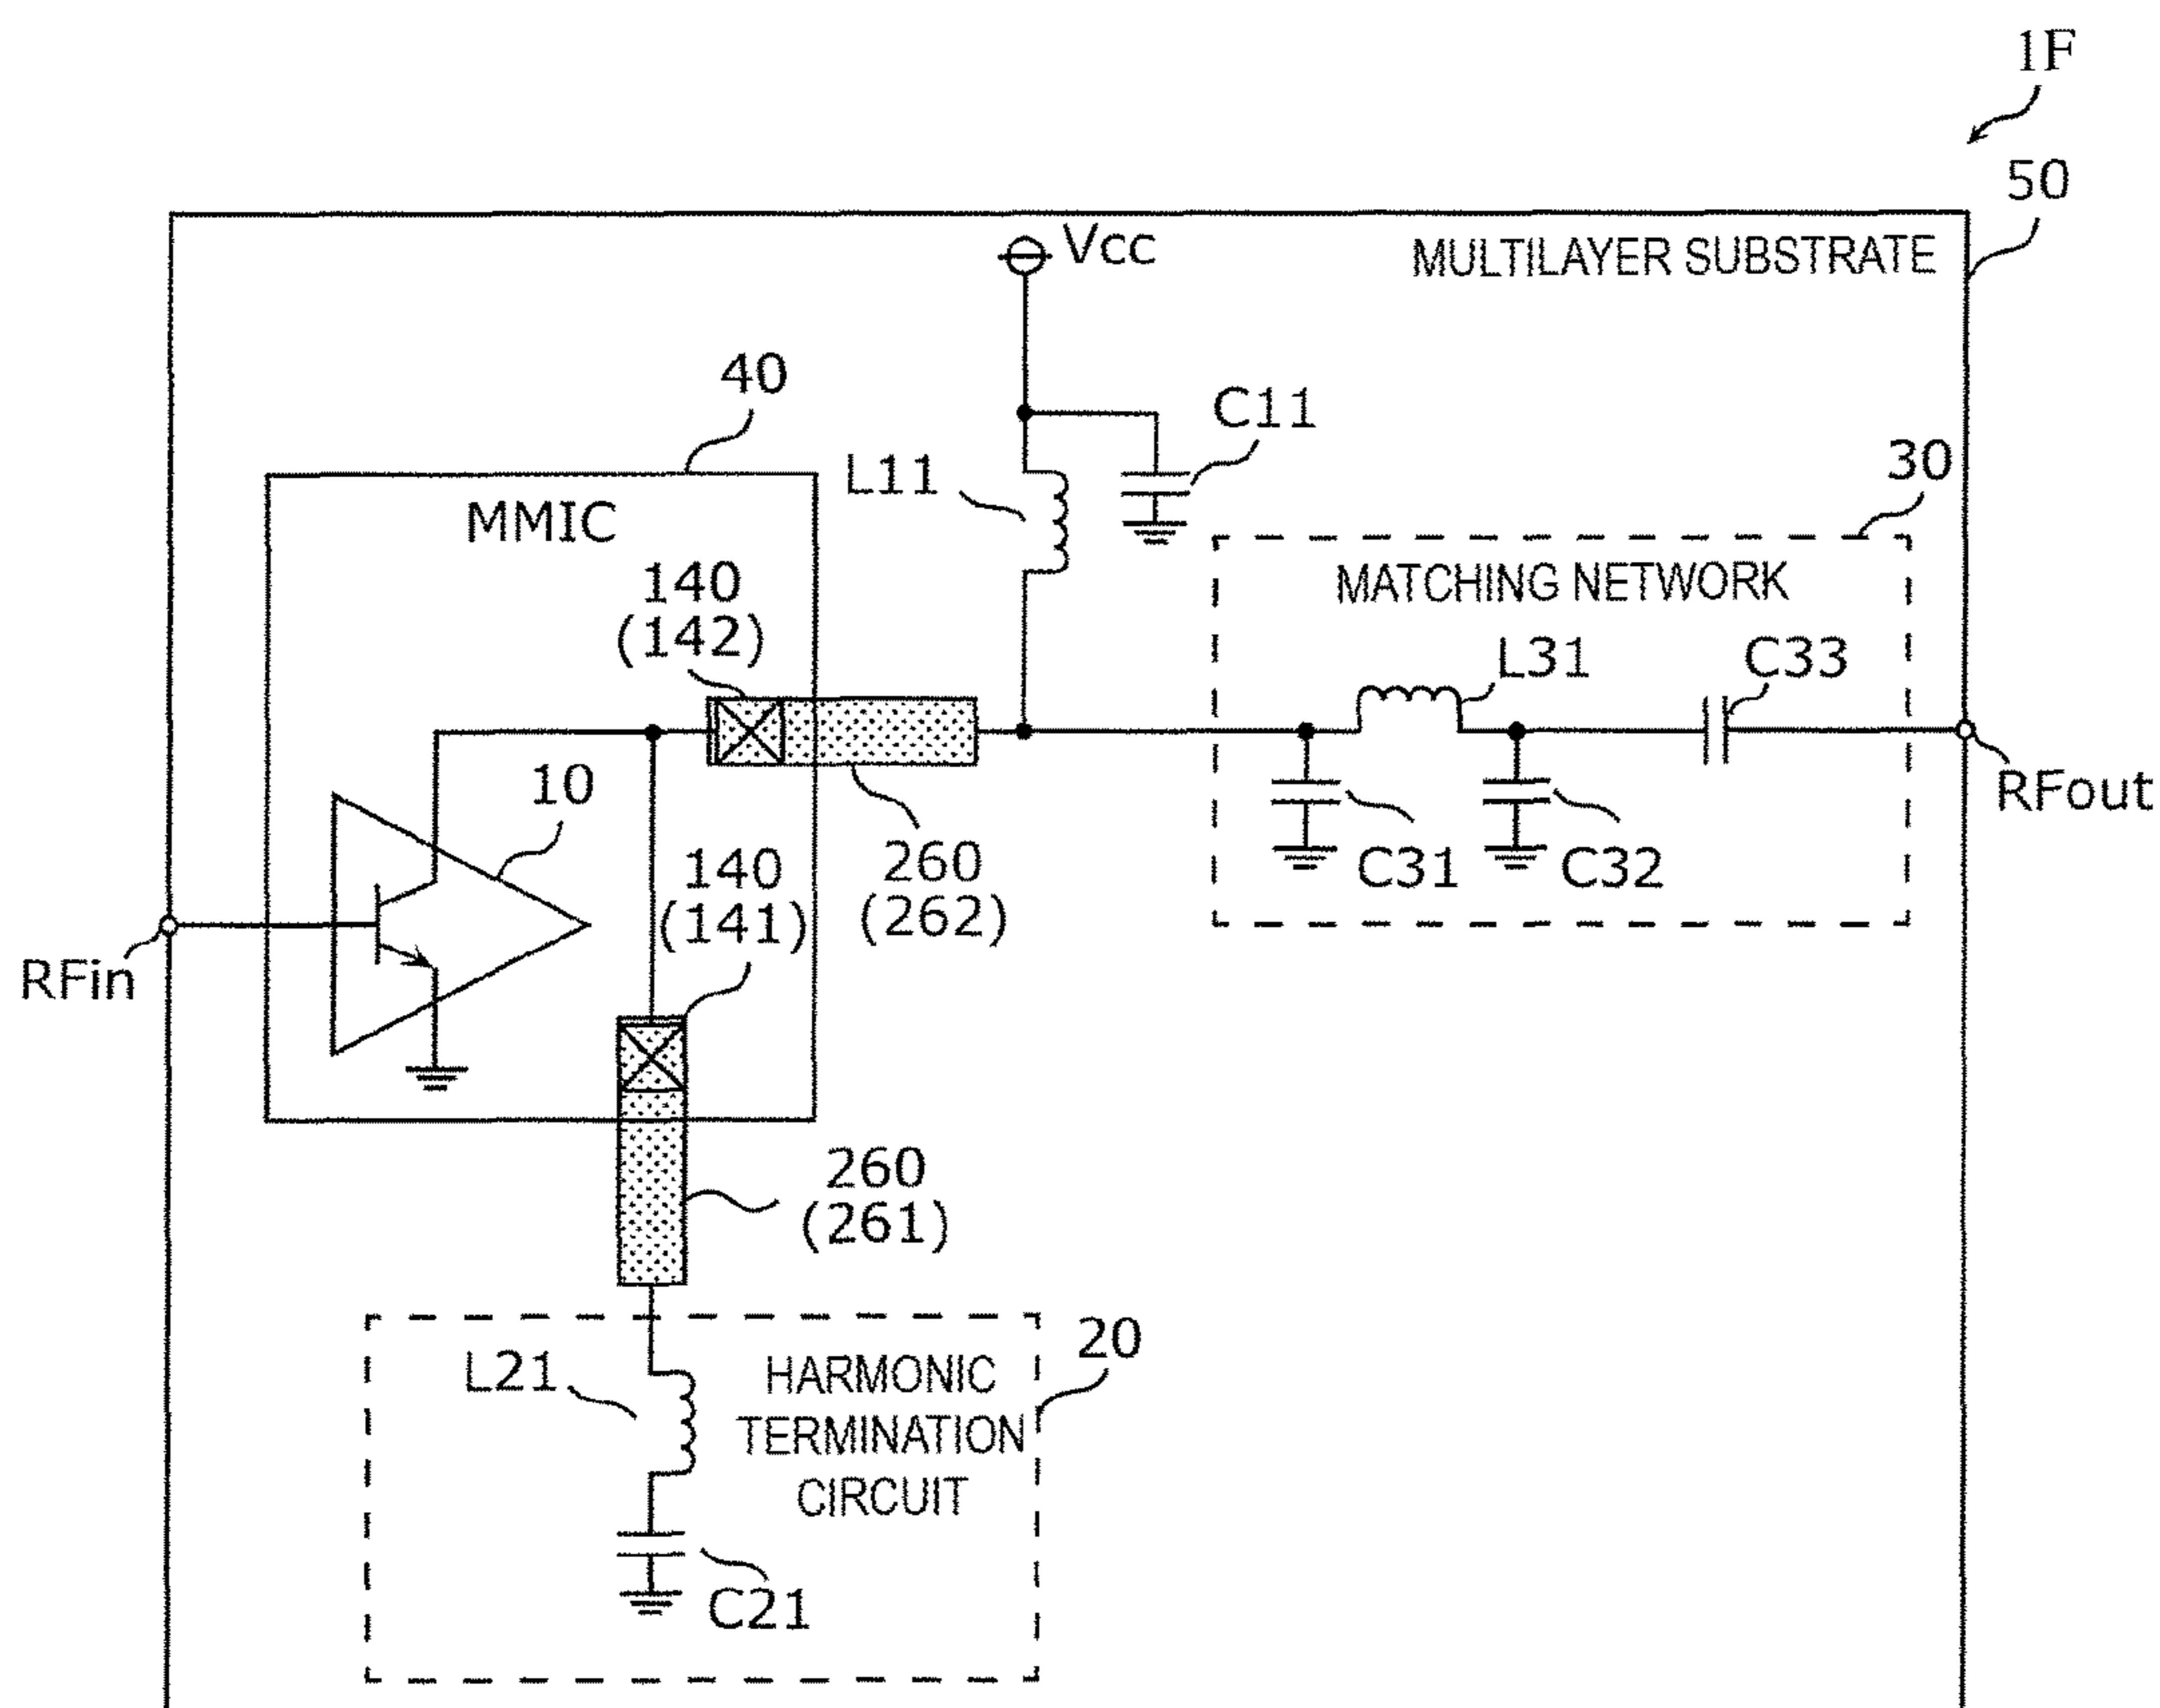 1F
50
Vcc
MULTILAYER SUBSTRATE
40
C11
L11
30
MMIC
MATCHING NETWORK
140
(142)
L31
C33
10
RFout
260
(262)
C31
C32
140
(141)
RFin
260
(261)
20
L21
HARMONIC
TERMINATION
CIRCUIT
C21